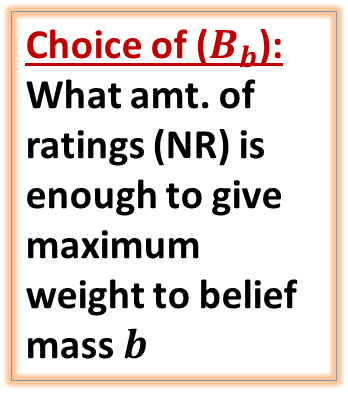 Choice of (B_b):
What amt. of
ratings (NR) is
enough to give
maximum
weight to belief
mass b